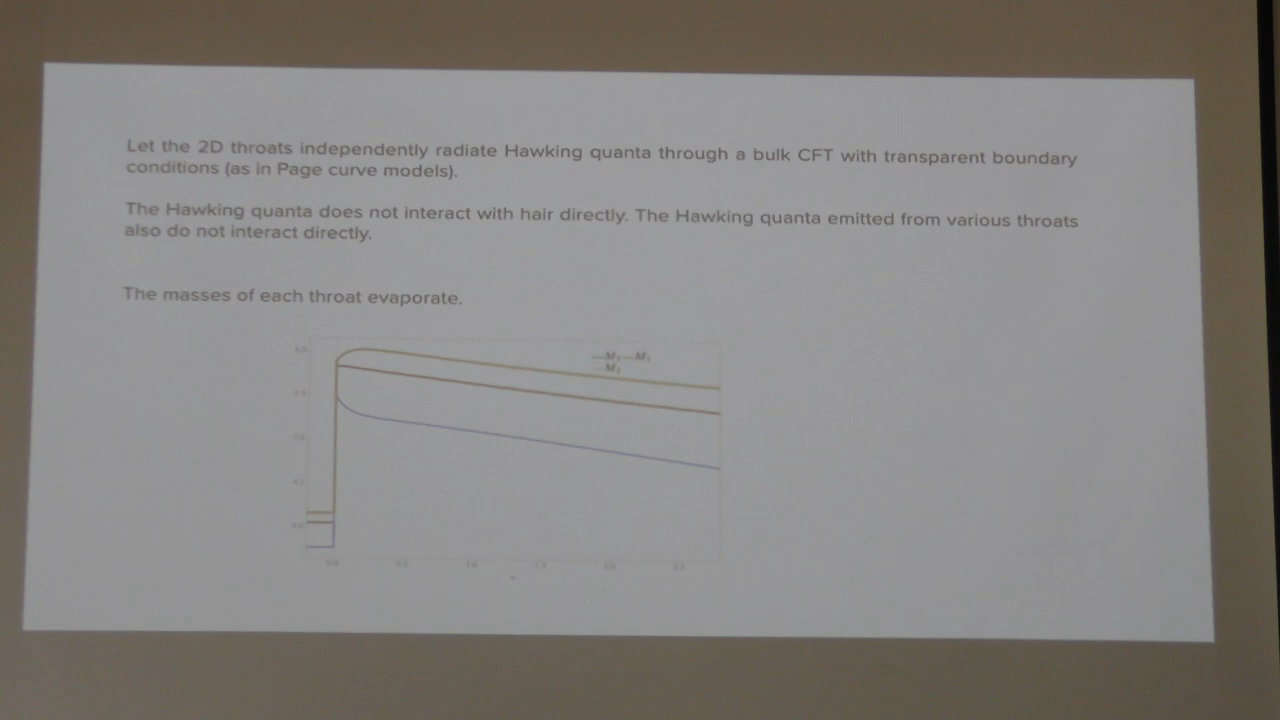 Let the 2D throats independently radiate Hawking quanta through a bulk CFT with transparent boundary
conditions (as in Page curve models).
The Hawking quanta does not interact with hair directly. The Hawking quanta emitted from various throats
also do not interact directly.
The masses of each throat evaporate.